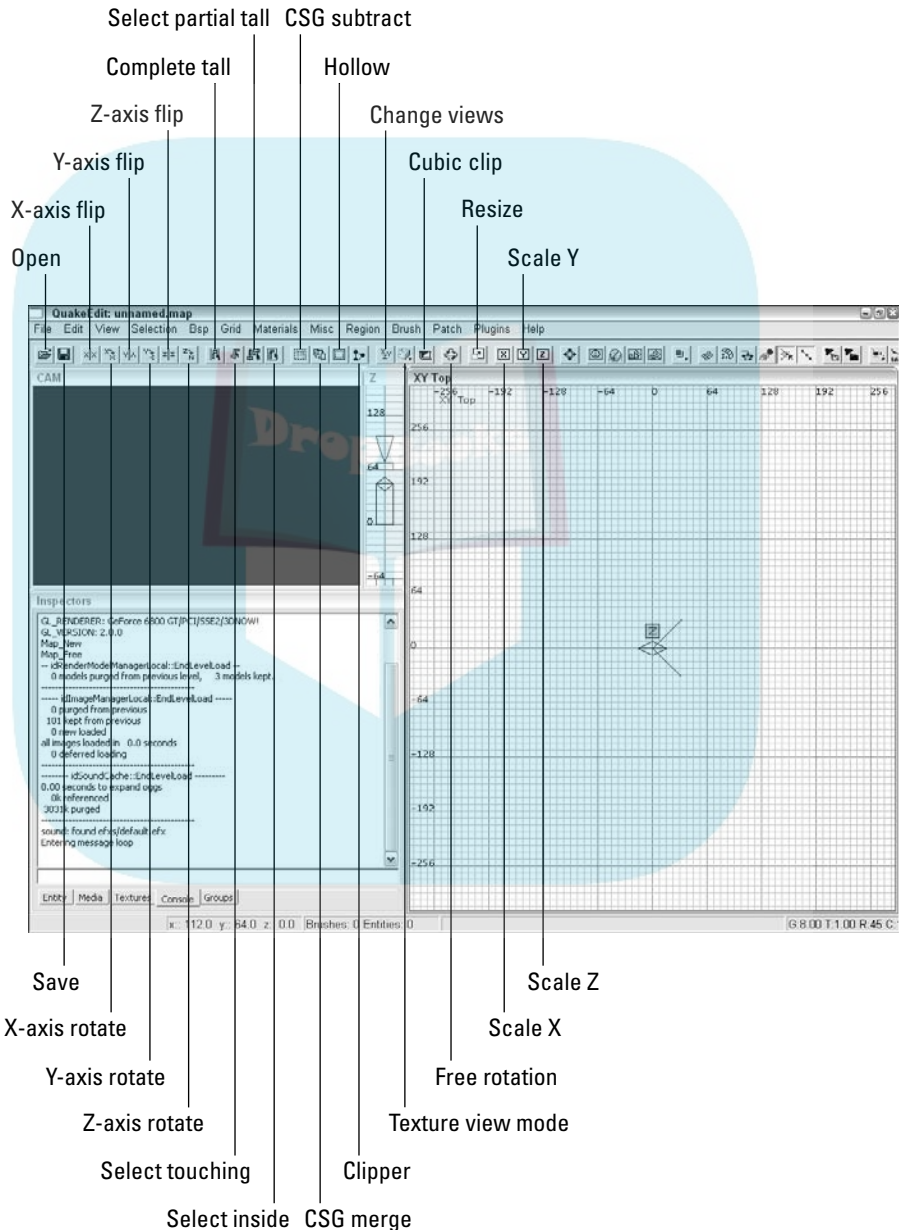 Select partial tall CSG subtract
Complete tall Hollow
Z-axis flip Change views
Y-axis flip Cubic clip
X-axis flip Resize
Open Scale Y
QuakeEdit: unnamed.map
File Edit View Selection Bsp Grid Materials Misc Region Brush Patch Plugins Help
CAM Z XY Top
-256 -192 -128 -64 0 64 128 192 256
XY Top
128
64
0
-64
256
192
128
64
0
-64
-128
-192
-256
Z
Inspectors
GL_RENDERER: GeForce 6800 GT/PCI/SSE2/3DNOW!
GL_VERSION: 2.0.0
Map_New
Map_Free
-- idRenderModelManagerLocal::EndLevelLoad --
0 models purged from previous level, 3 models kept.
----- idImageManagerLocal::EndLevelLoad -----
0 purged from previous
101 kept from previous
0 new loaded
all images loaded in 0.0 seconds
0 deferred loading
-------- idSoundCache::EndLevelLoad --------
0.00 seconds to expand oggs
0k referenced
3031k purged
sound: found efxs/default.efx
Entering message loop
Entity Media Textures Console Groups
x:: 112.0 y:: 64.0 z:: 0.0 Brushes: 0 Entities: 0 G:8.00 T:1.00 R:45 C:
Save Scale Z
X-axis rotate Scale X
Y-axis rotate Free rotation
Z-axis rotate Texture view mode
Select touching Clipper
Select inside CSG merge